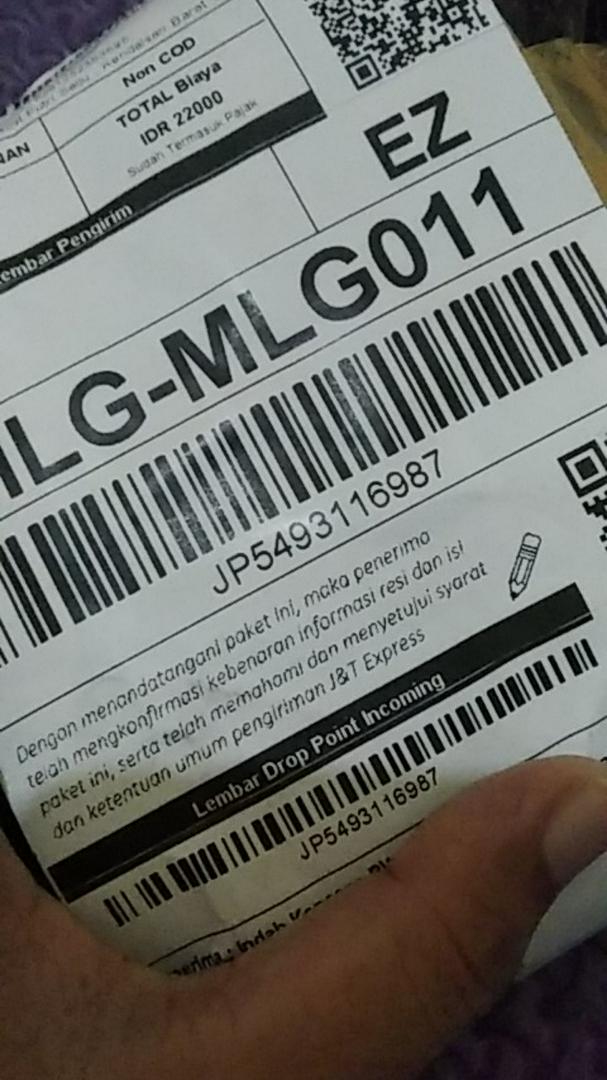 Non COD
TOTAL Biaya
IDR 22000
Sudah Termasuk Pajak
EZ
Lembar Pengirim
MLG-MLG011
JP5493116987
Dengan menandatangani paket ini, maka penerima
telah mengkonfirmasi kebenaran informasi resi dan isi
paket ini, serta telah memahami dan menyetujui syarat
dan ketentuan umum pengiriman J&T Express
Lembar Drop Point Incoming
JP5493116987